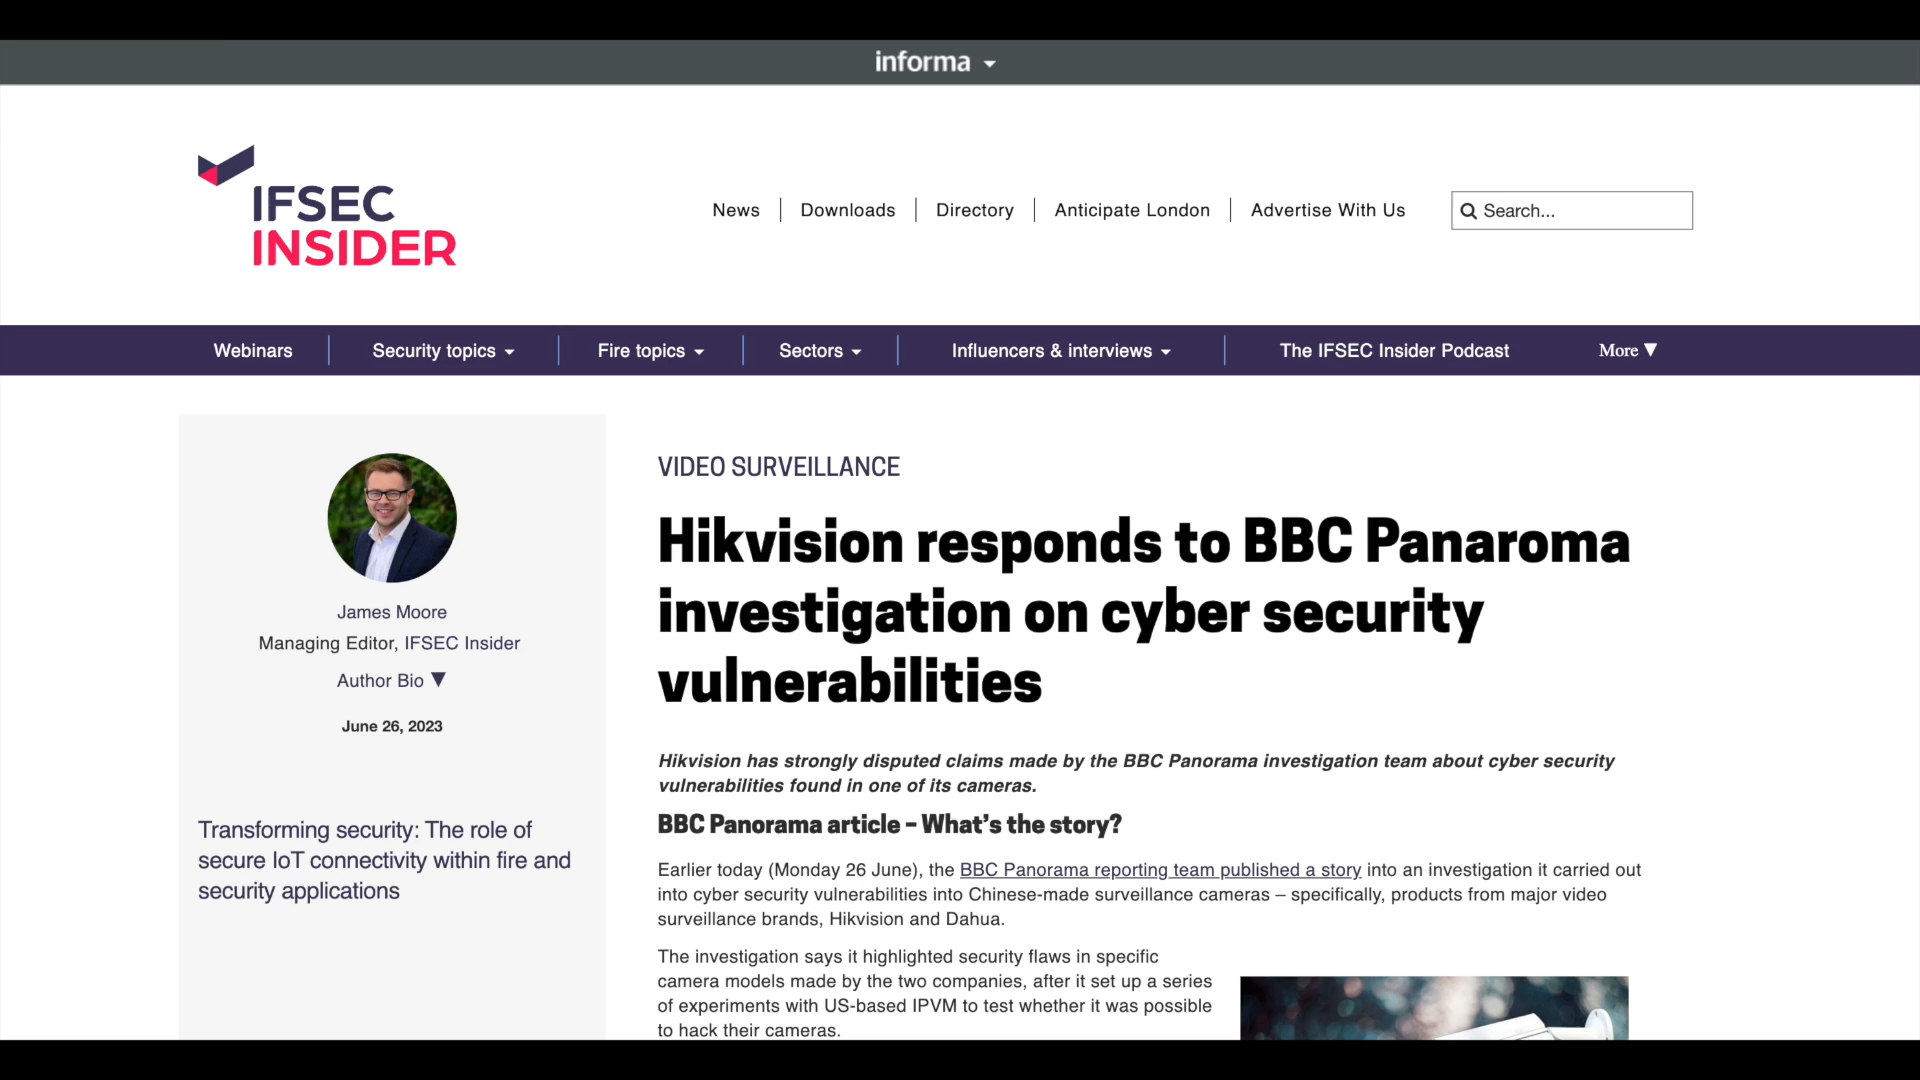 informa
IFSEC
INSIDER
News
Downloads
Directory
Anticipate London
Advertise With Us
Search...
Webinars
Security topics
Fire topics
Sectors
Influencers & interviews
The IFSEC Insider Podcast
More ▼
James Moore
Managing Editor, IFSEC Insider
Author Bio ▼
June 26, 2023
Transforming security: The role of
secure IoT connectivity within fire and
security applications
VIDEO SURVEILLANCE
Hikvision responds to BBC Panaroma
investigation on cyber security
vulnerabilities
Hikvision has strongly disputed claims made by the BBC Panorama investigation team about cyber security
vulnerabilities found in one of its cameras.
BBC Panorama article – What's the story?
Earlier today (Monday 26 June), the BBC Panorama reporting team published a story into an investigation it carried out
into cyber security vulnerabilities into Chinese-made surveillance cameras – specifically, products from major video
surveillance brands, Hikvision and Dahua.
The investigation says it highlighted security flaws in specific
camera models made by the two companies, after it set up a series
of experiments with US-based IPVM to test whether it was possible
to hack their cameras.